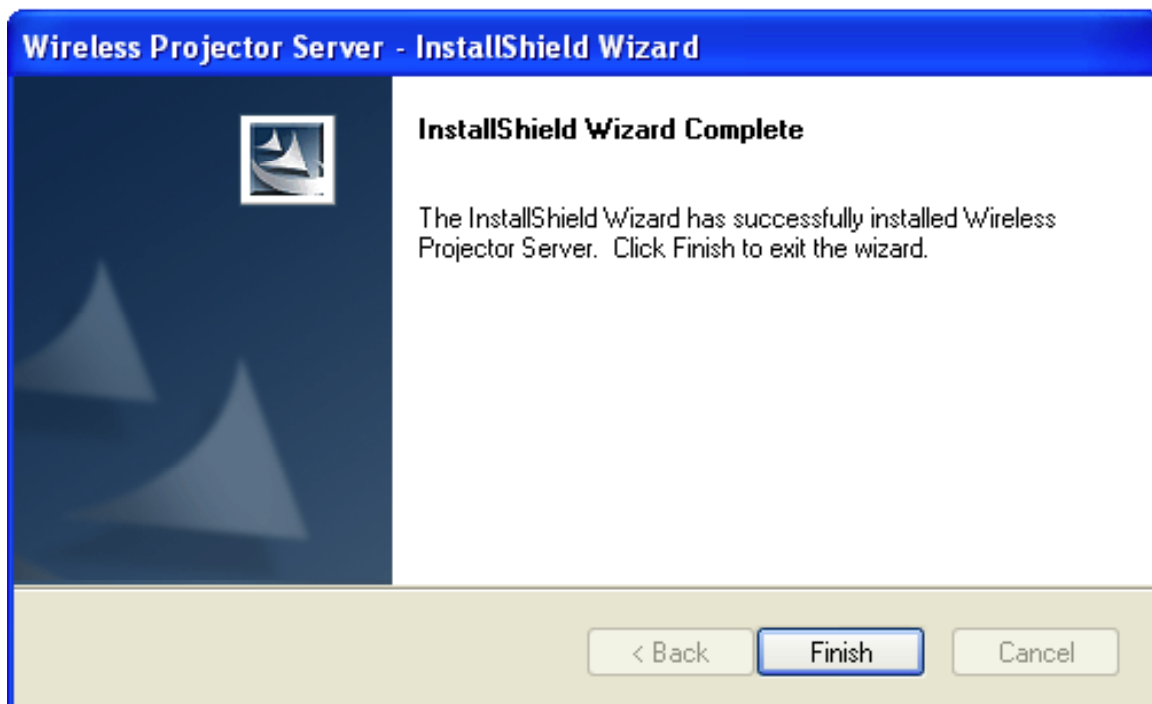 Wireless Projector Server - InstallShield Wizard
InstallShield Wizard Complete
The InstallShield Wizard has successfully installed Wireless
Projector Server.  Click Finish to exit the wizard.
< Back
Finish
Cancel